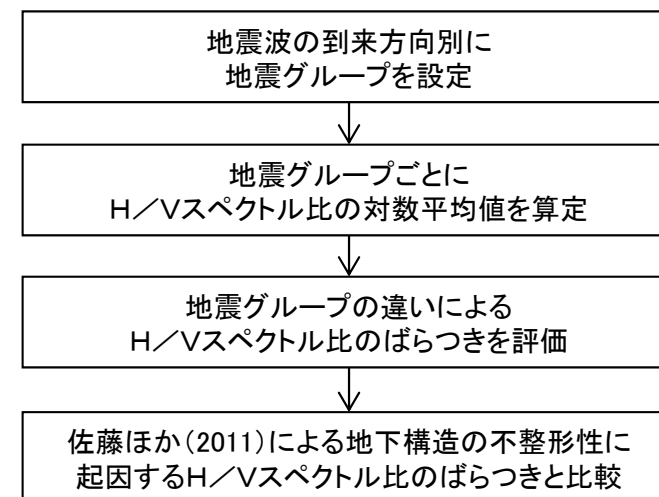 地震波の到来方向別に
地震グループを設定
地震グループごとに
H／Vスペクトル比の対数平均値を算定
地震グループの違いによる
H／Vスペクトル比のばらつきを評価
佐藤ほか(2011)による地下構造の不整形性に
起因するH／Vスペクトル比のばらつきと比較